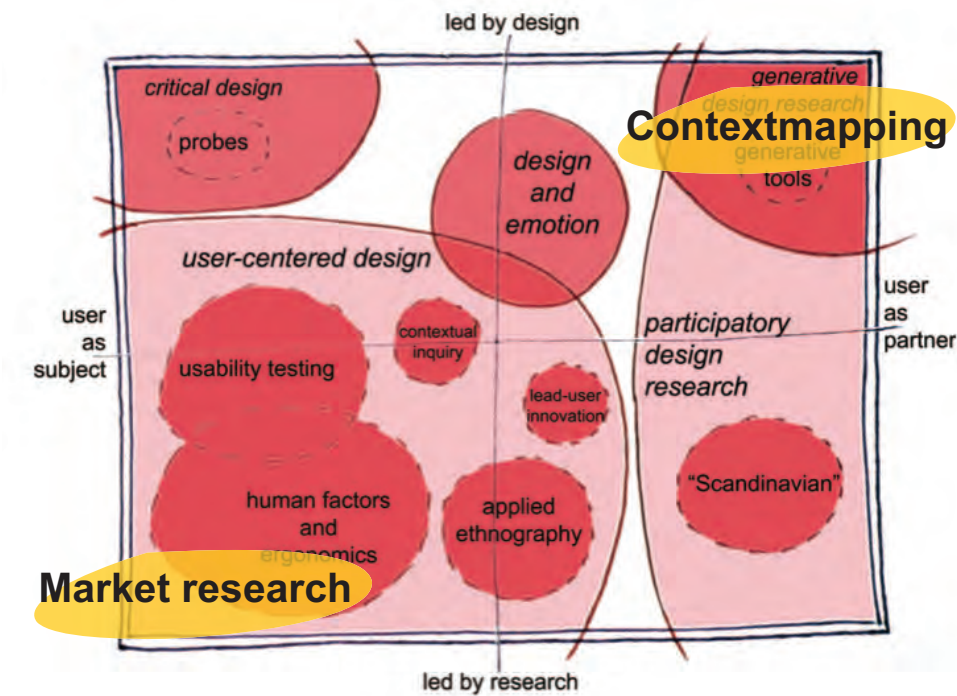 led by design
critical design
probes
generative
design research
Contextmapping
generative
tools
design
and
emotion
user-centered design
user
as
subject
user
as
partner
contextual
inquiry
participatory
design
research
usability testing
lead-user
innovation
"Scandinavian"
human factors
and
ergonomics
applied
ethnography
Market research
led by research